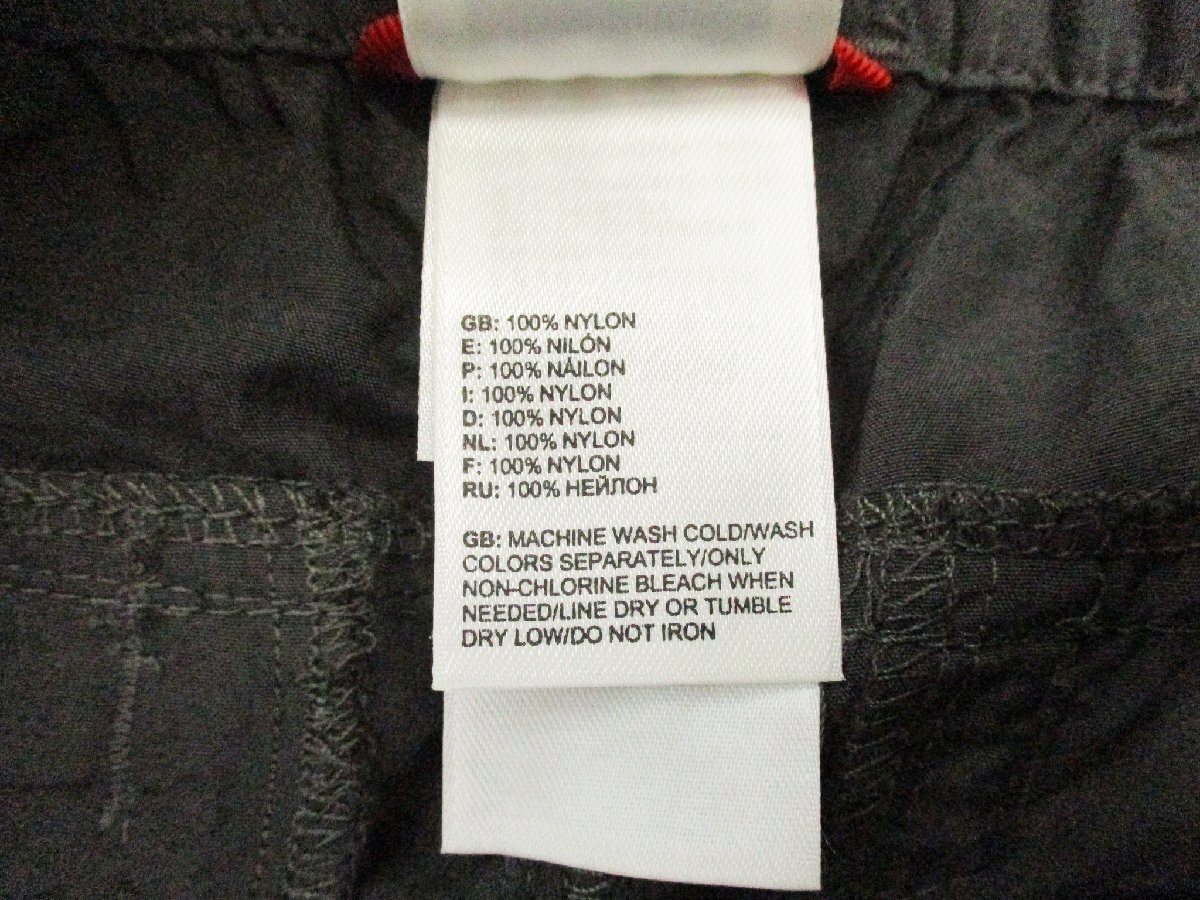 GB: 100% NYLON
E: 100% NILÓN
P: 100% NÁILON
I: 100% NYLON
D: 100% NYLON
NL: 100% NYLON
F: 100% NYLON
RU: 100% НЕЙЛОН
GB: MACHINE WASH COLD/WASH
COLORS SEPARATELY/ONLY
NON-CHLORINE BLEACH WHEN
NEEDED/LINE DRY OR TUMBLE
DRY LOW/DO NOT IRON